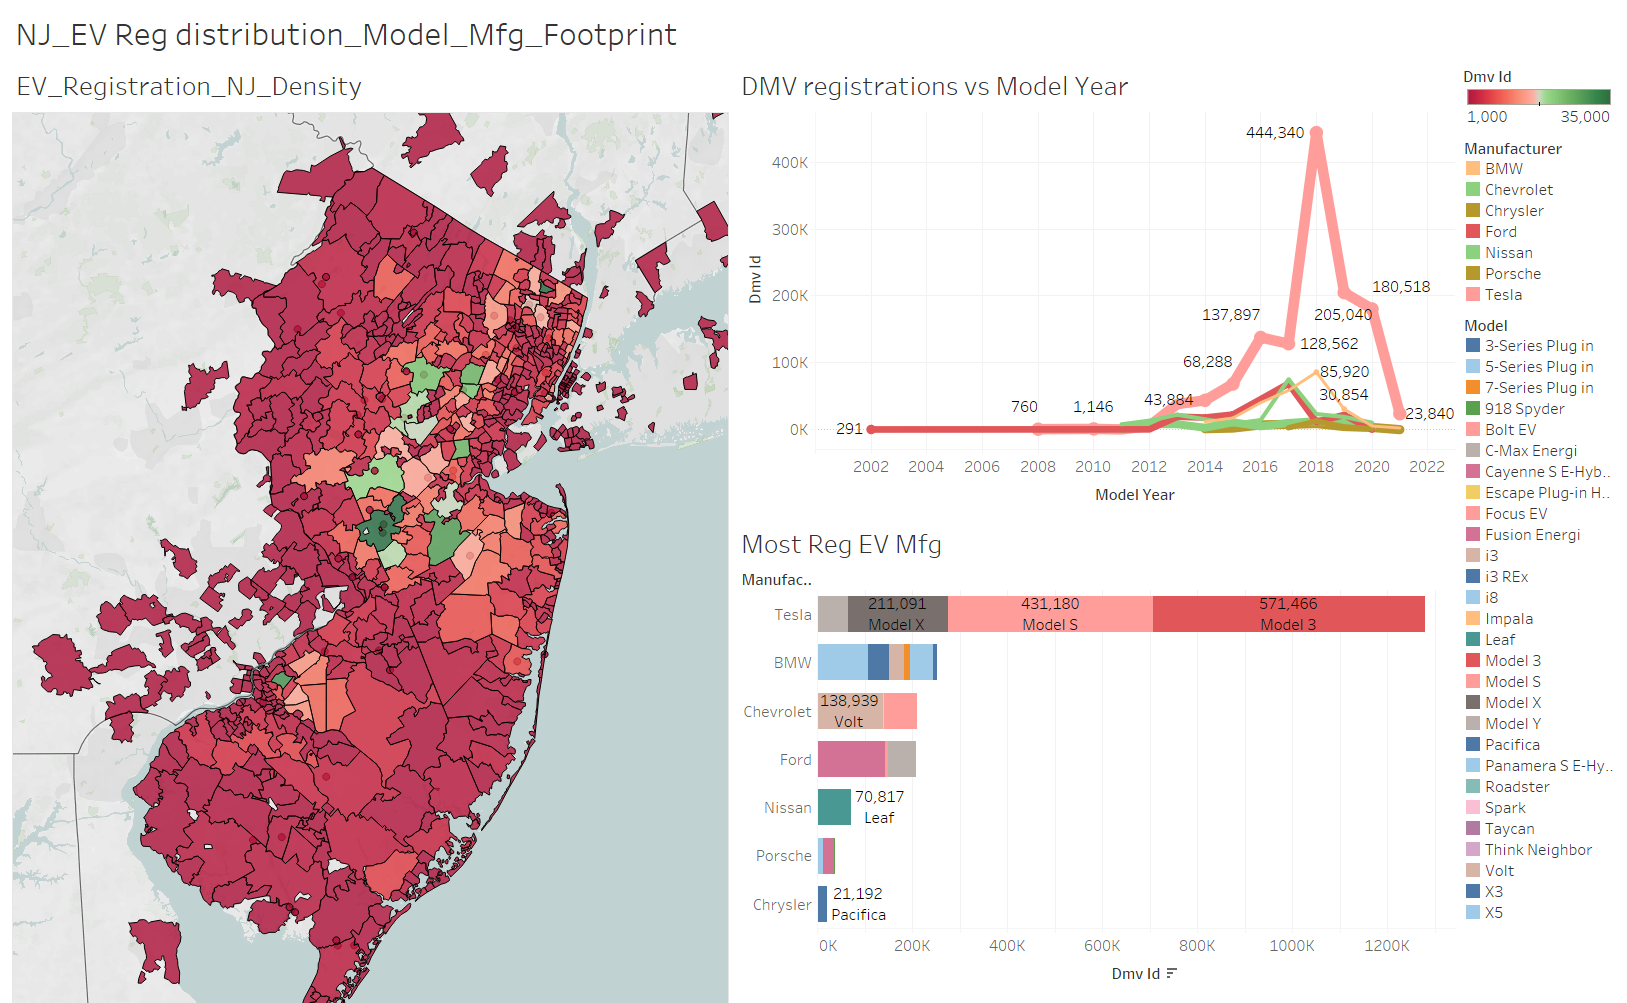 NJ_EV Reg distribution_Model_Mfg_Footprint
EV_Registration_NJ_Density
DMV registrations vs Model Year
Dmv Id
400K
300K
200K
100K
0K
444,340
180,518
137,897
205,040
128,562
68,288
85,920
43,884
30,854
760
1,146
23,840
291
2002 2004 2006 2008 2010 2012 2014 2016 2018 2020 2022
Model Year
Most Reg EV Mfg
Manufac..
Tesla
211,091
Model X
431,180
Model S
571,466
Model 3
BMW
Chevrolet
138,939
Volt
Ford
Nissan
70,817
Leaf
Porsche
Chrysler
21,192
Pacifica
0K 200K 400K 600K 800K 1000K 1200K
Dmv Id
Dmv Id
1,000 35,000
Manufacturer
BMW
Chevrolet
Chrysler
Ford
Nissan
Porsche
Tesla
Model
3-Series Plug in
5-Series Plug in
7-Series Plug in
918 Spyder
Bolt EV
C-Max Energi
Cayenne S E-Hyb..
Escape Plug-in H..
Focus EV
Fusion Energi
i3
i3 REx
i8
Impala
Leaf
Model 3
Model S
Model X
Model Y
Pacifica
Panamera S E-Hy..
Roadster
Spark
Taycan
Think Neighbor
Volt
X3
X5